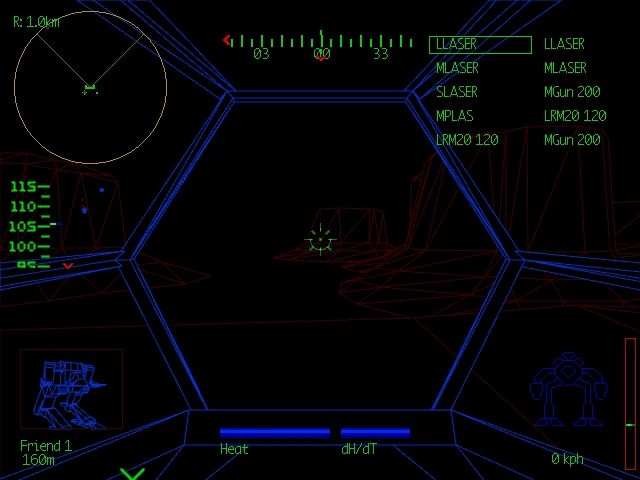 R: 1.0km
03 00 33
LLASER LLASER
MLASER MLASER
SLASER MGun 200
MPLAS LRM20 120
LRM20 120 MGun 200
115
110
105
100
95
Friend 1
160m
Heat dH/dT
0 kph